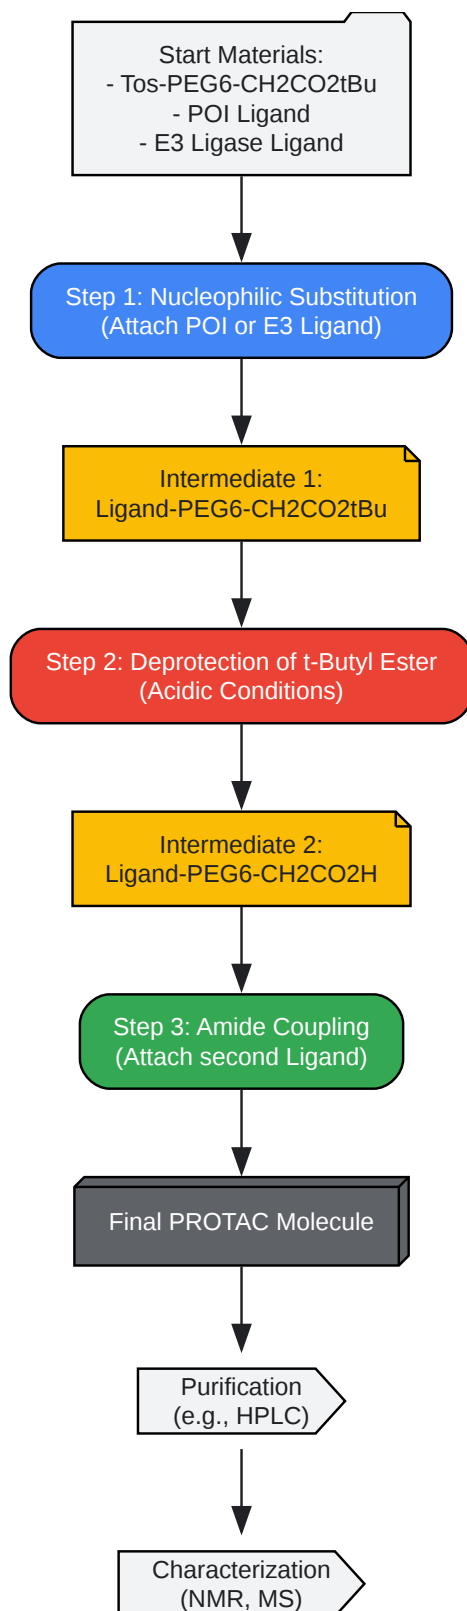 Start Materials:
- Tos-PEG6-CH2CO2tBu
- POI Ligand
- E3 Ligase Ligand
Step 1: Nucleophilic Substitution
(Attach POI or E3 Ligand)
Intermediate 1:
Ligand-PEG6-CH2CO2tBu
Step 2: Deprotection of t-Butyl Ester
(Acidic Conditions)
Intermediate 2:
Ligand-PEG6-CH2CO2H
Step 3: Amide Coupling
(Attach second Ligand)
Final PROTAC Molecule
Purification
(e.g., HPLC)
Characterization
(NMR, MS)